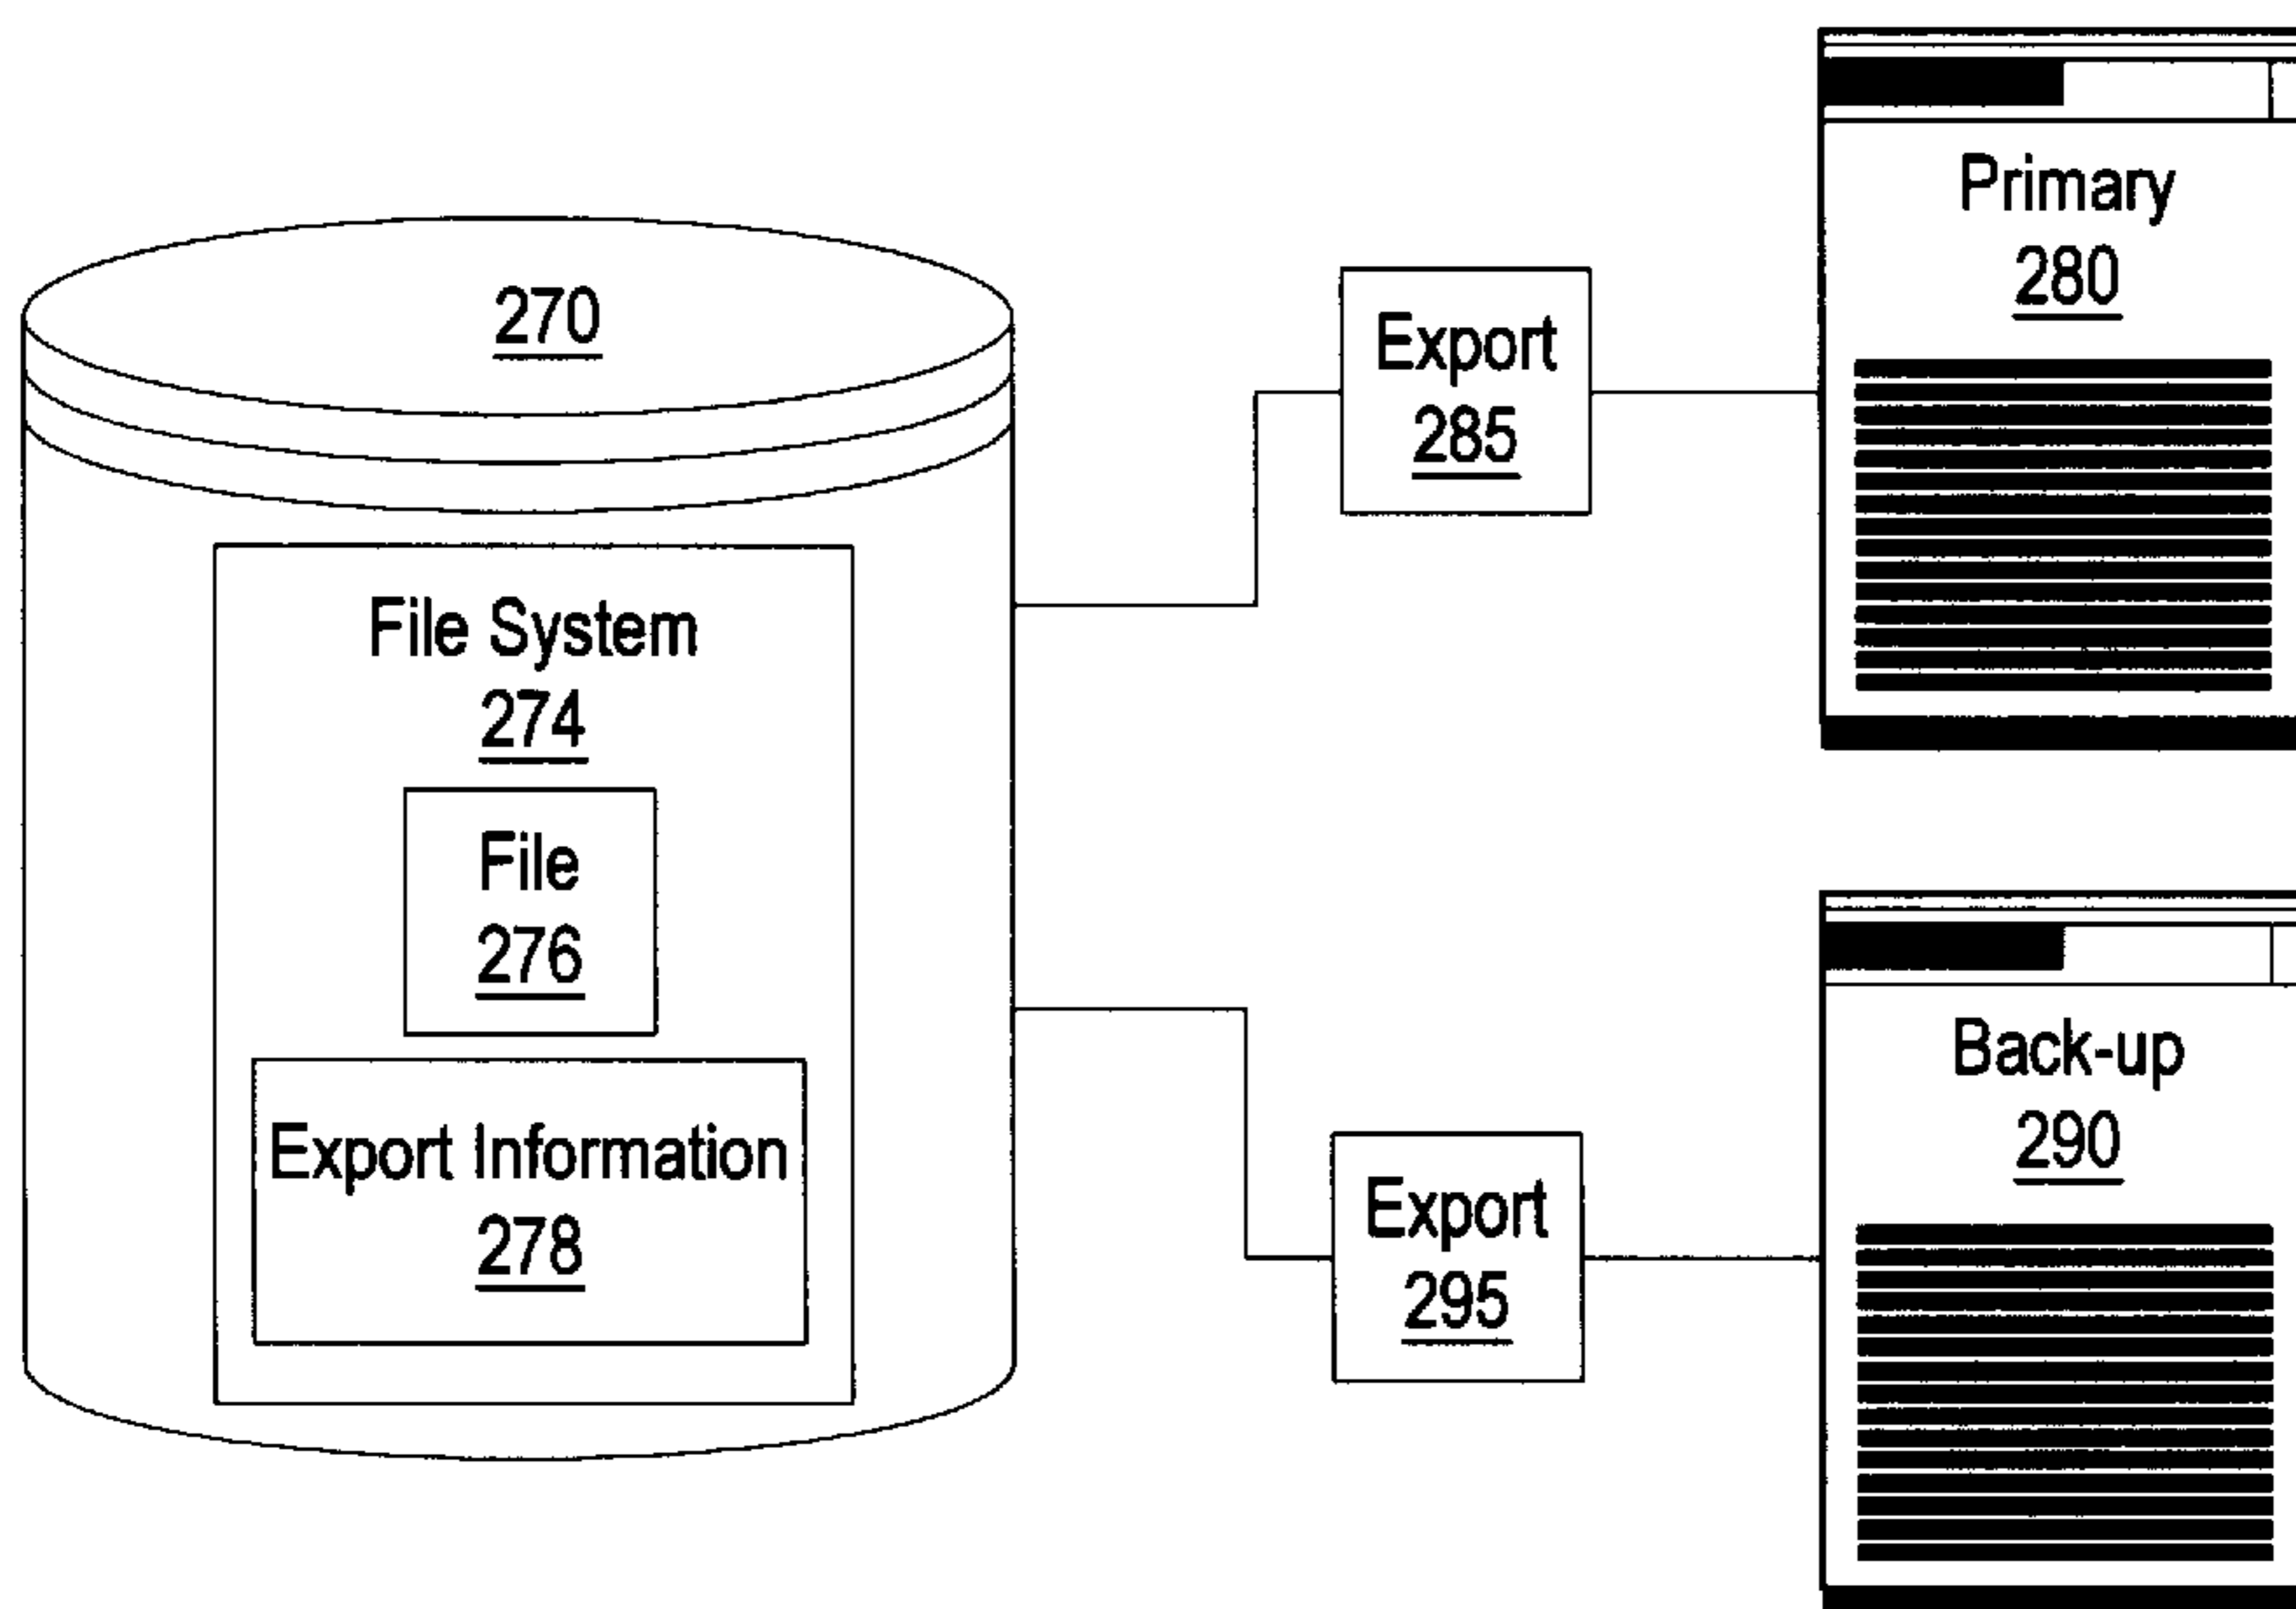 270
File System
274
File
276
Export Information
278
Export
285
Primary
280
Export
295
Back-up
290